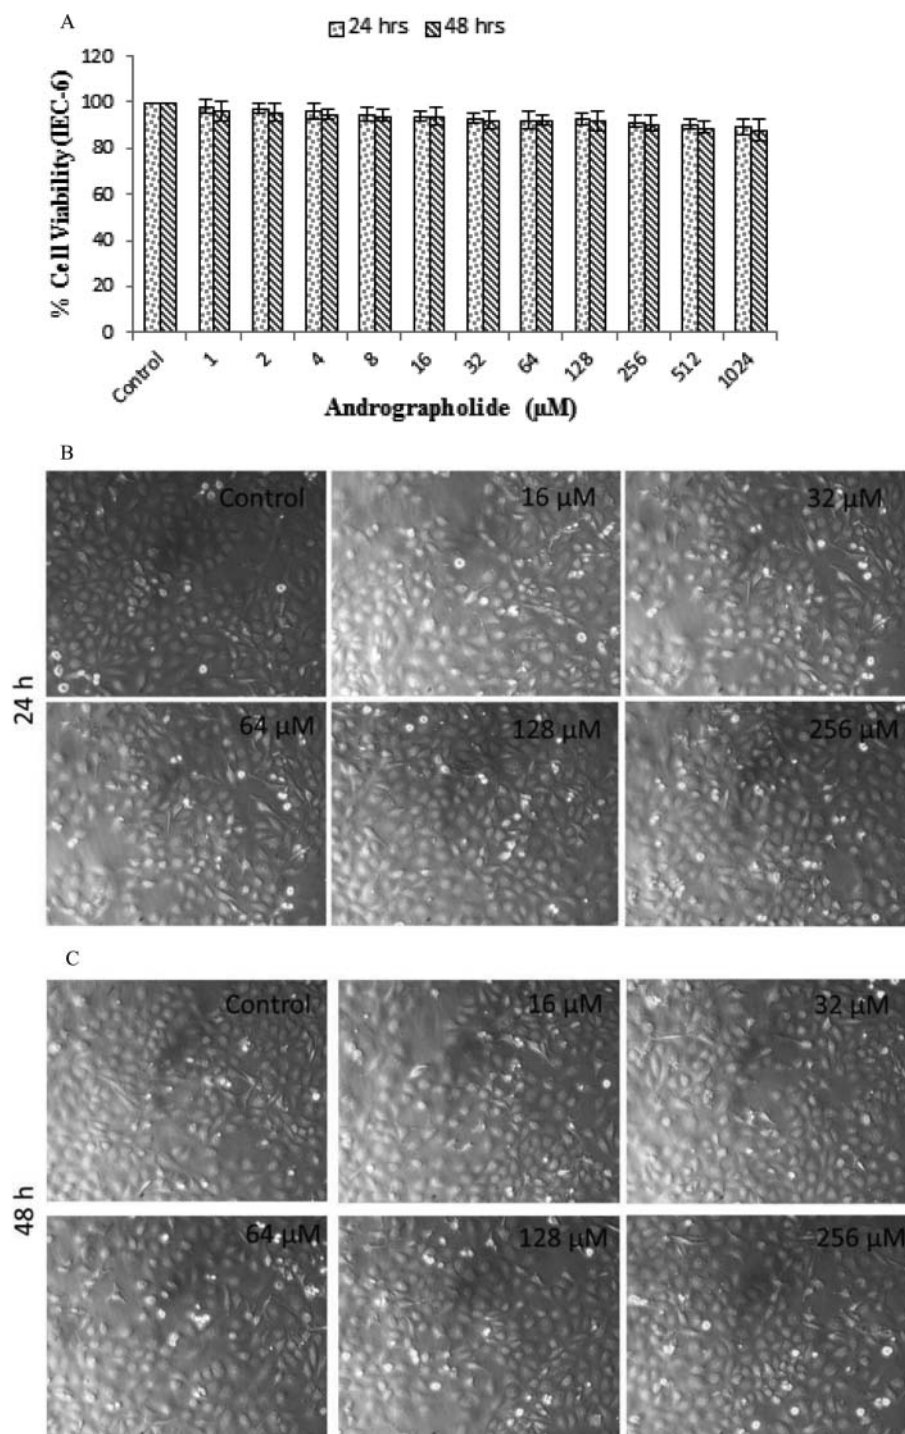 A
24 hrs 48 hrs
120
100
80
60
40
20
0
% Cell Viability (IEC-6)
Control 1 2 4 8 16 32 64 128 256 512 1024
Andrographolide (µM)
B
24 h
Control 16 µM 32 µM
64 µM 128 µM 256 µM
C
48 h
Control 16 µM 32 µM
64 µM 128 µM 256 µM